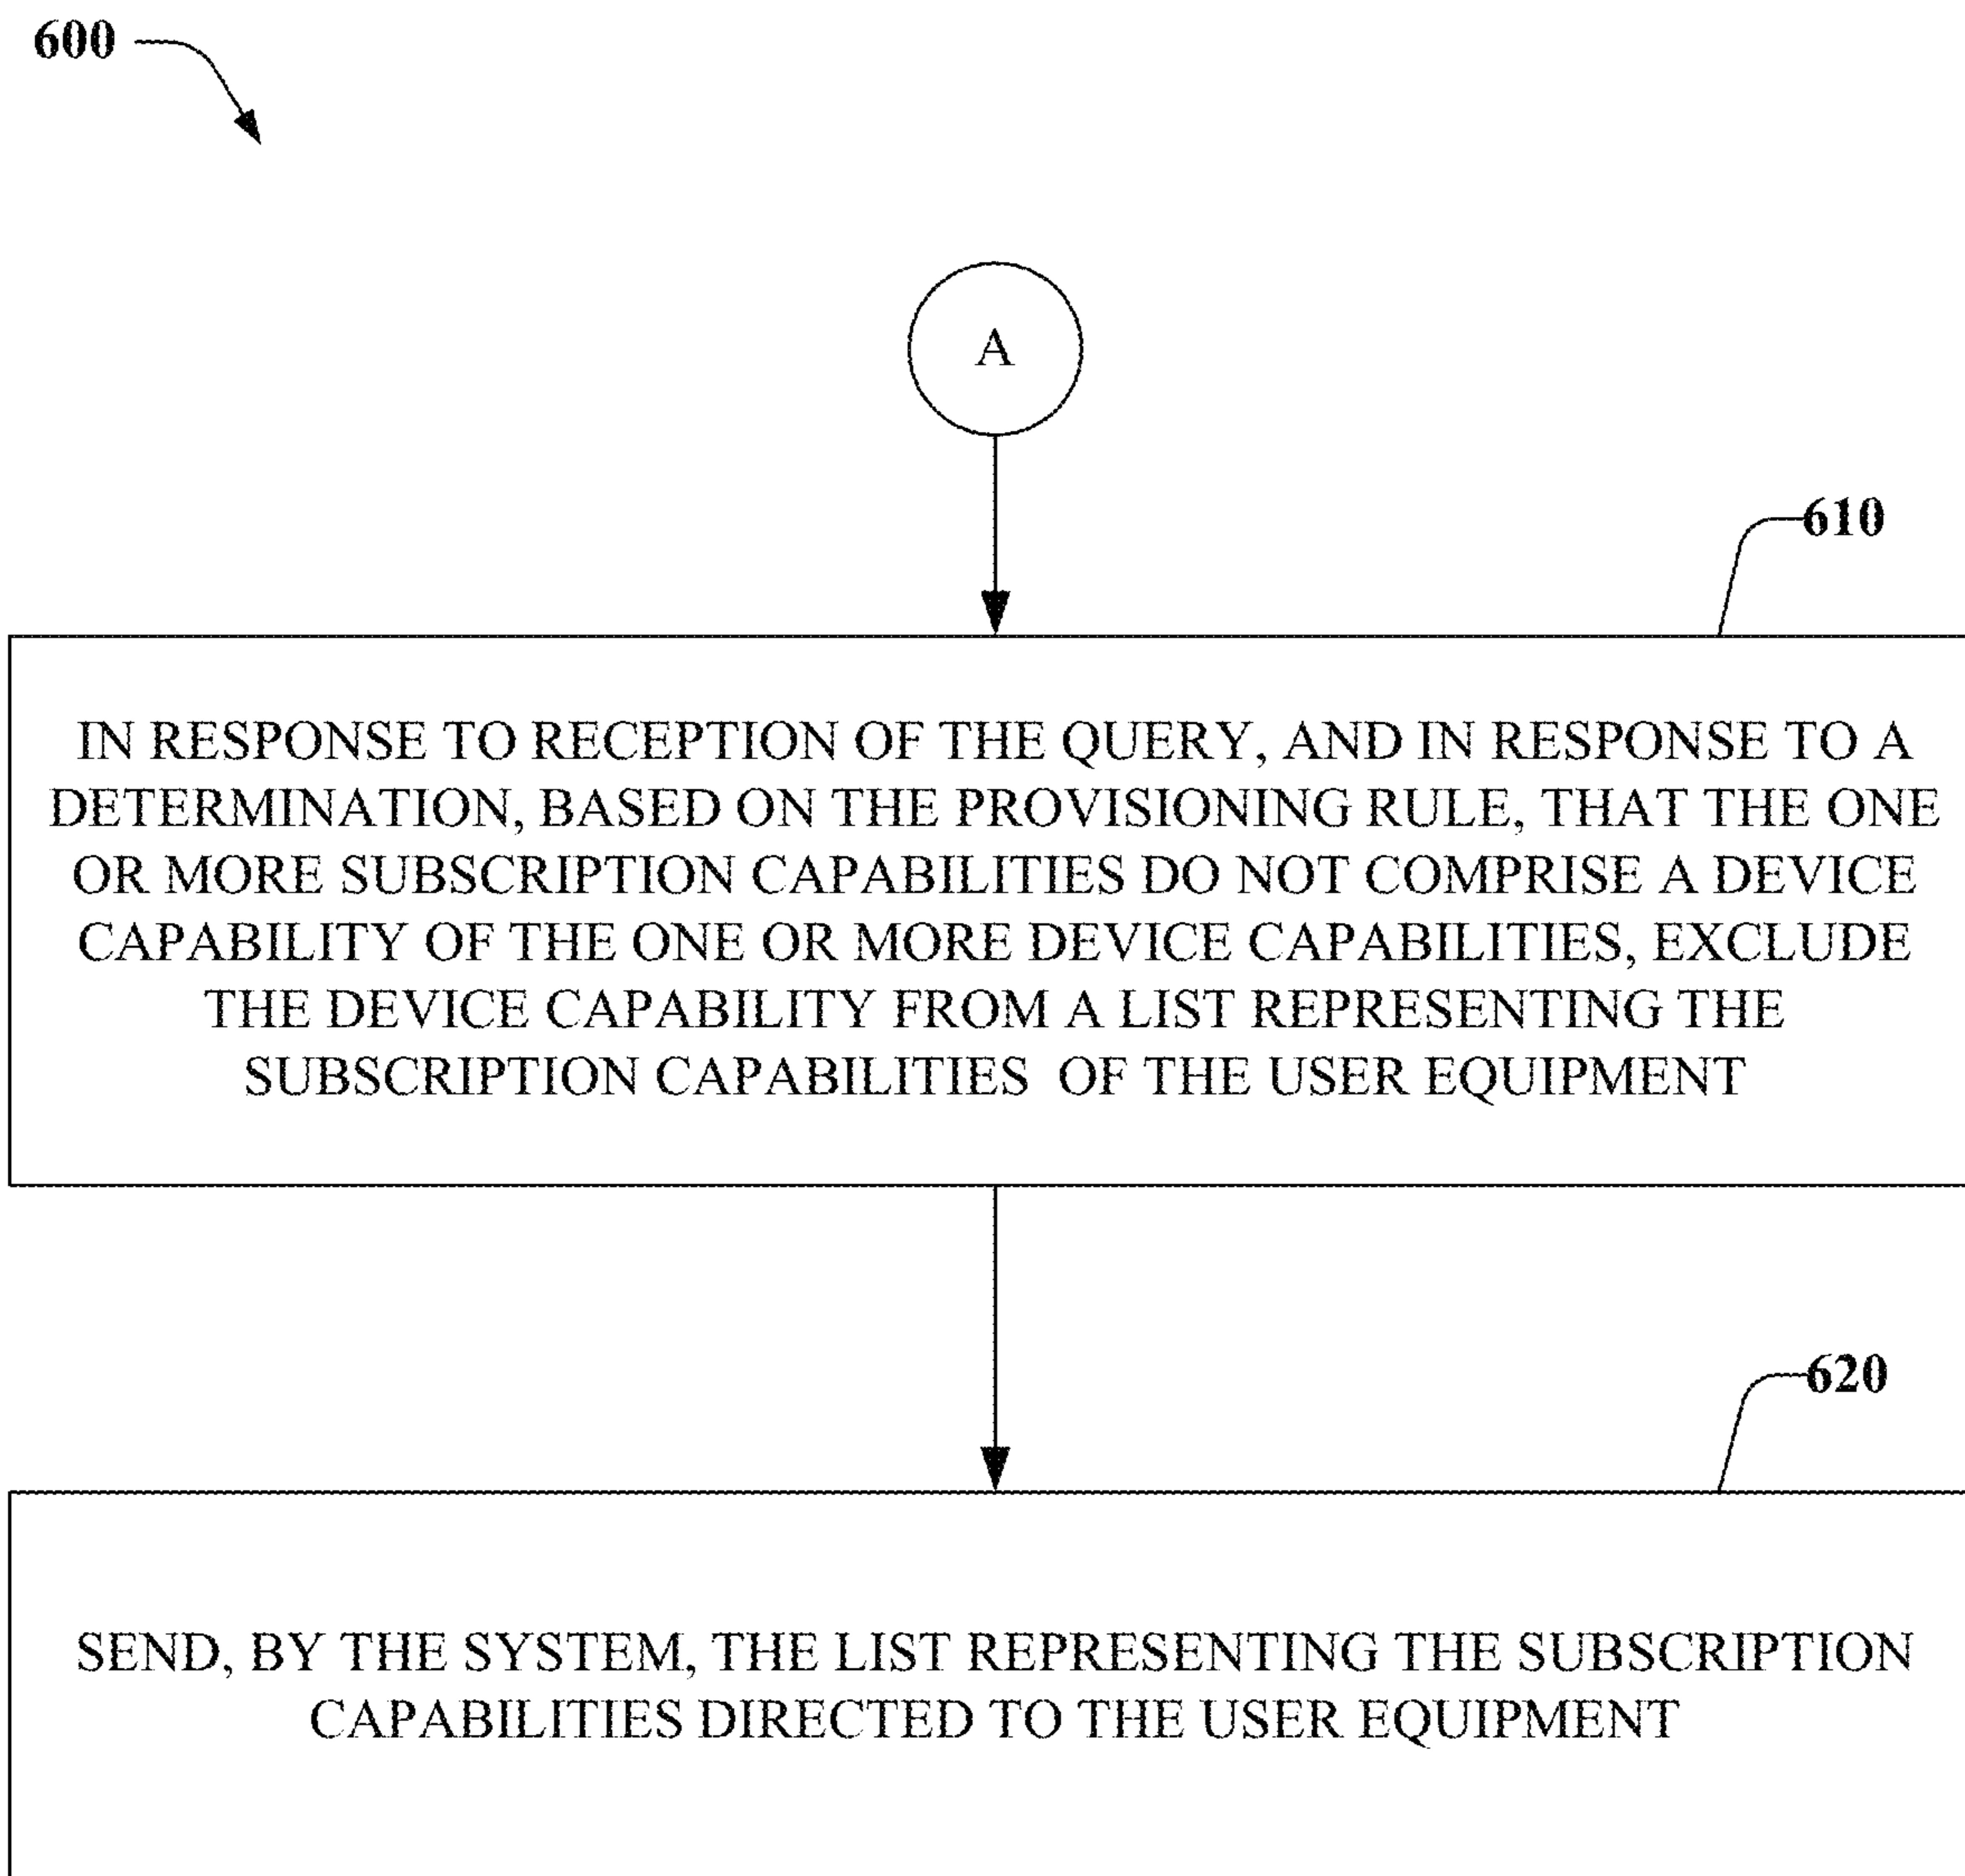 600
A
610
IN RESPONSE TO RECEPTION OF THE QUERY, AND IN RESPONSE TO A
DETERMINATION, BASED ON THE PROVISIONING RULE, THAT THE ONE
OR MORE SUBSCRIPTION CAPABILITIES DO NOT COMPRISE A DEVICE
CAPABILITY OF THE ONE OR MORE DEVICE CAPABILITIES, EXCLUDE
THE DEVICE CAPABILITY FROM A LIST REPRESENTING THE
SUBSCRIPTION CAPABILITIES OF THE USER EQUIPMENT
620
SEND, BY THE SYSTEM, THE LIST REPRESENTING THE SUBSCRIPTION
CAPABILITIES DIRECTED TO THE USER EQUIPMENT